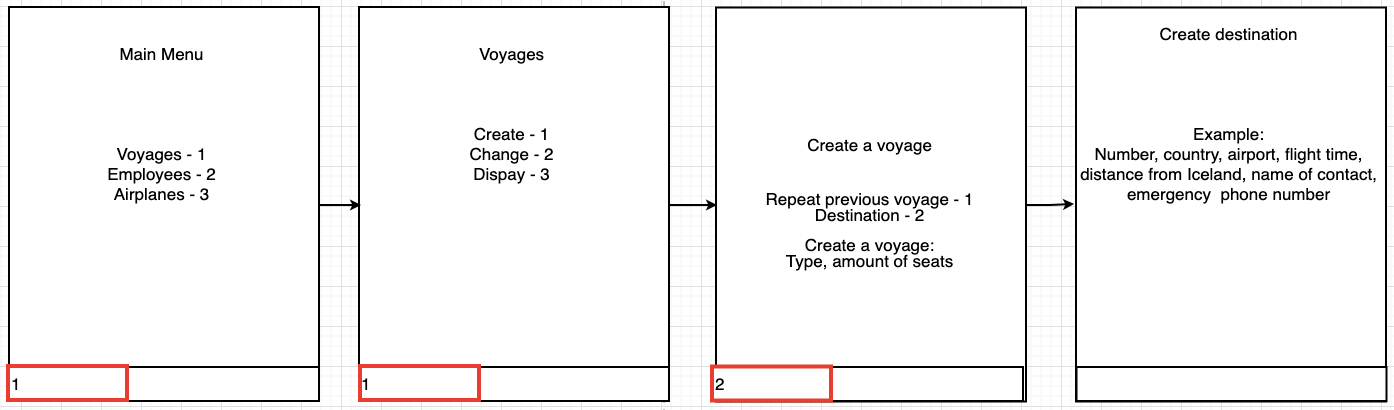 Main Menu
Voyages - 1
Employees - 2
Airplanes - 3
1
Voyages
Create - 1
Change - 2
Dispay - 3
1
Create a voyage
Repeat previous voyage - 1
Destination - 2
Create a voyage:
Type, amount of seats
2
Create destination
Example:
Number, country, airport, flight time,
distance from Iceland, name of contact,
emergency  phone number